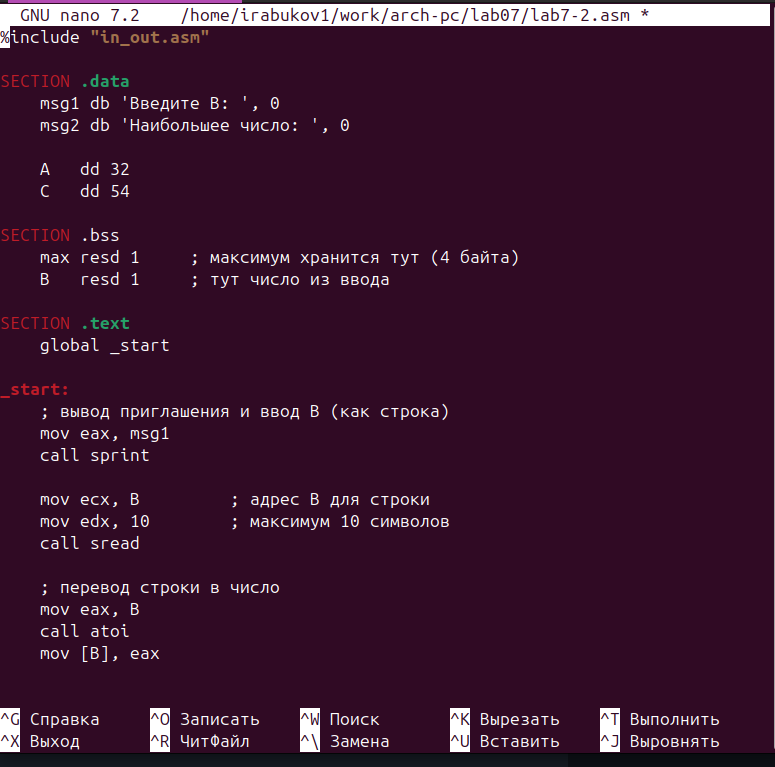 GNU nano 7.2 /home/irabukov1/work/arch-pc/lab07/lab7-2.asm *
%include "in_out.asm"
SECTION .data
msg1 db 'Введите B: ', 0
msg2 db 'Наибольшее число: ', 0
A dd 32
C dd 54
SECTION .bss
max resd 1 ; максимум хранится тут (4 байта)
B resd 1 ; тут число из ввода
SECTION .text
global _start
_start:
; вывод приглашения и ввод B (как строка)
mov eax, msg1
call sprint
mov ecx, B ; адрес B для строки
mov edx, 10 ; максимум 10 символов
call sread
; перевод строки в число
mov eax, B
call atoi
mov [B], eax
^G Справка ^O Записать ^W Поиск ^K Вырезать ^T Выполнить
^X Выход ^R ЧитФайл ^\ Замена ^U Вставить ^J Выровнять